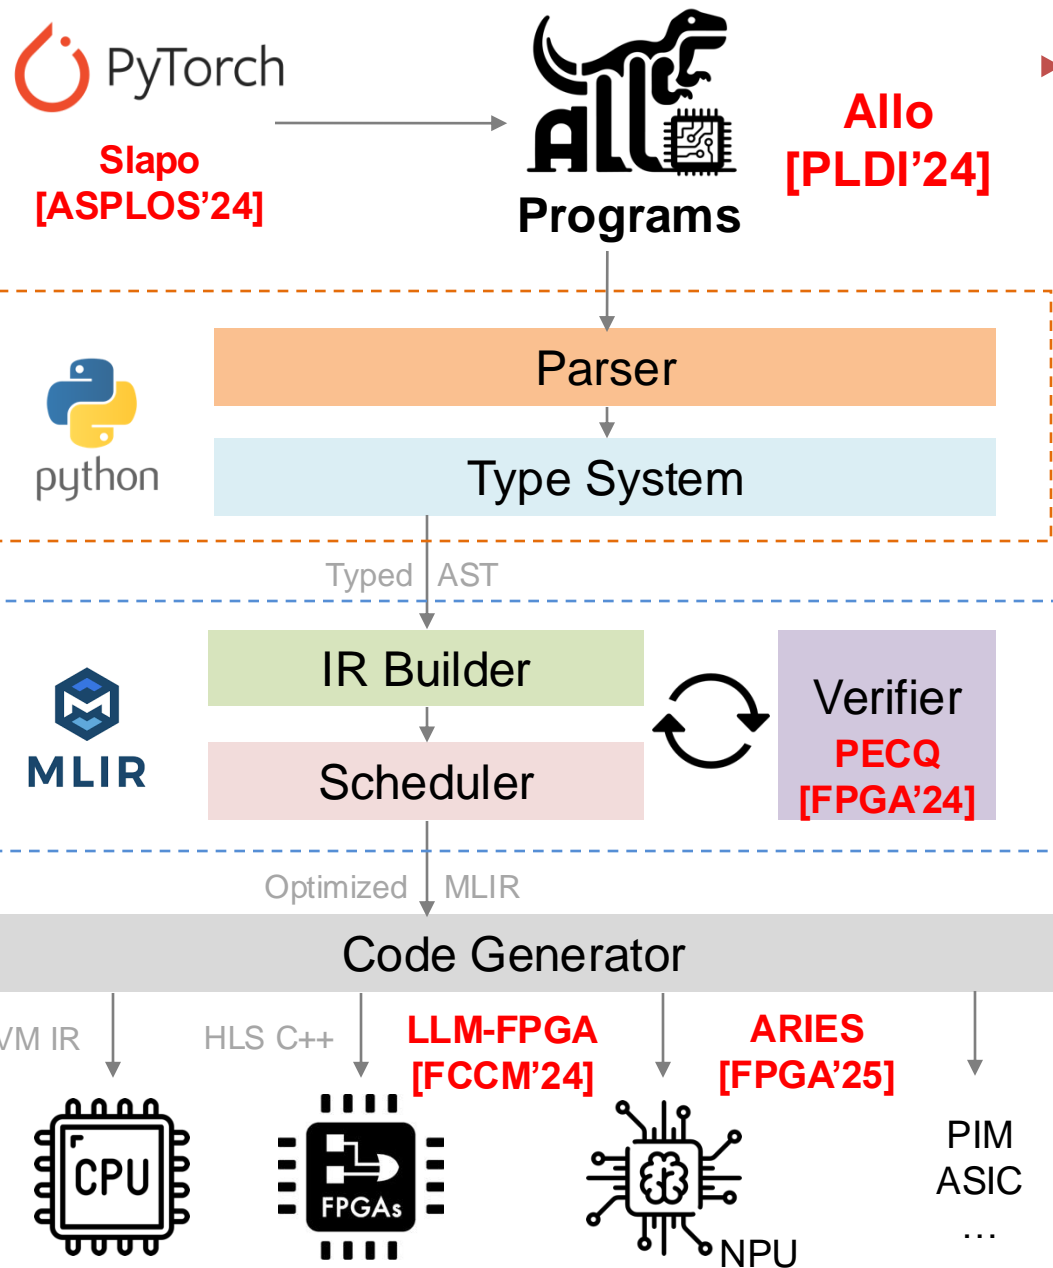 PyTorch
Slapo
[ASPLOS'24]
ALLO
Programs
Allo
[PLDI'24]
Parser
python
Type System
Typed AST
IR Builder
MLIR
Scheduler
Verifier
PECQ
[FPGA'24]
Optimized MLIR
Code Generator
VM IR
HLS C++
LLM-FPGA
[FCCM'24]
ARIES
[FPGA'25]
CPU
FPGAs
NPU
PIM
ASIC
…